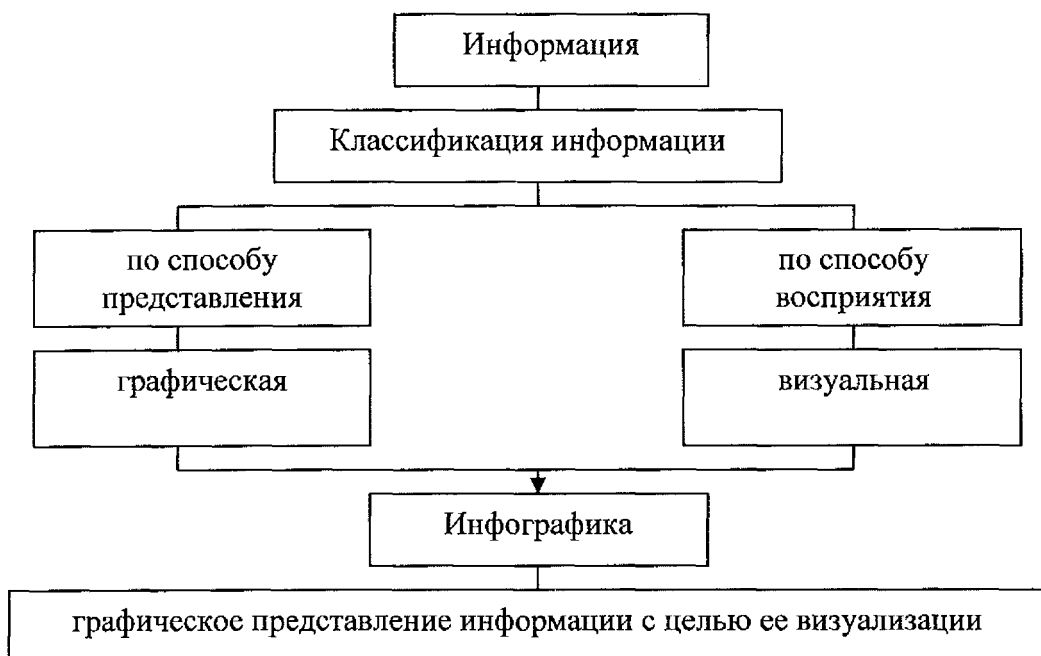 Информация
Классификация информации
по способу
представления
по способу
восприятия
графическая
визуальная
Инфографика
графическое представление информации с целью ее визуализации